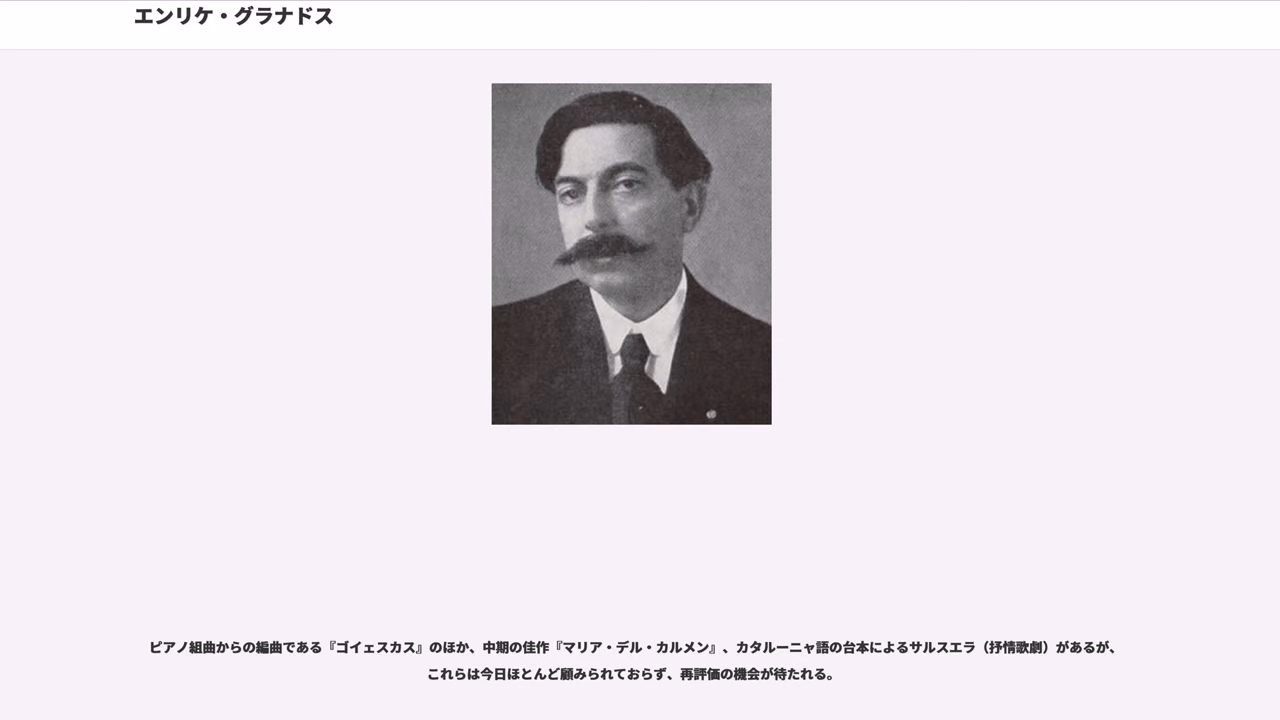 エンリケ・グラナドス
ピアノ組曲からの編曲である『ゴイェスカス』のほか、中期の佳作『マリア・デル・カルメン』、カタルーニャ語の台本によるサルスエラ（抒情歌劇）があるが、
これらは今日ほとんど顧みられておらず、再評価の機会が待たれる。